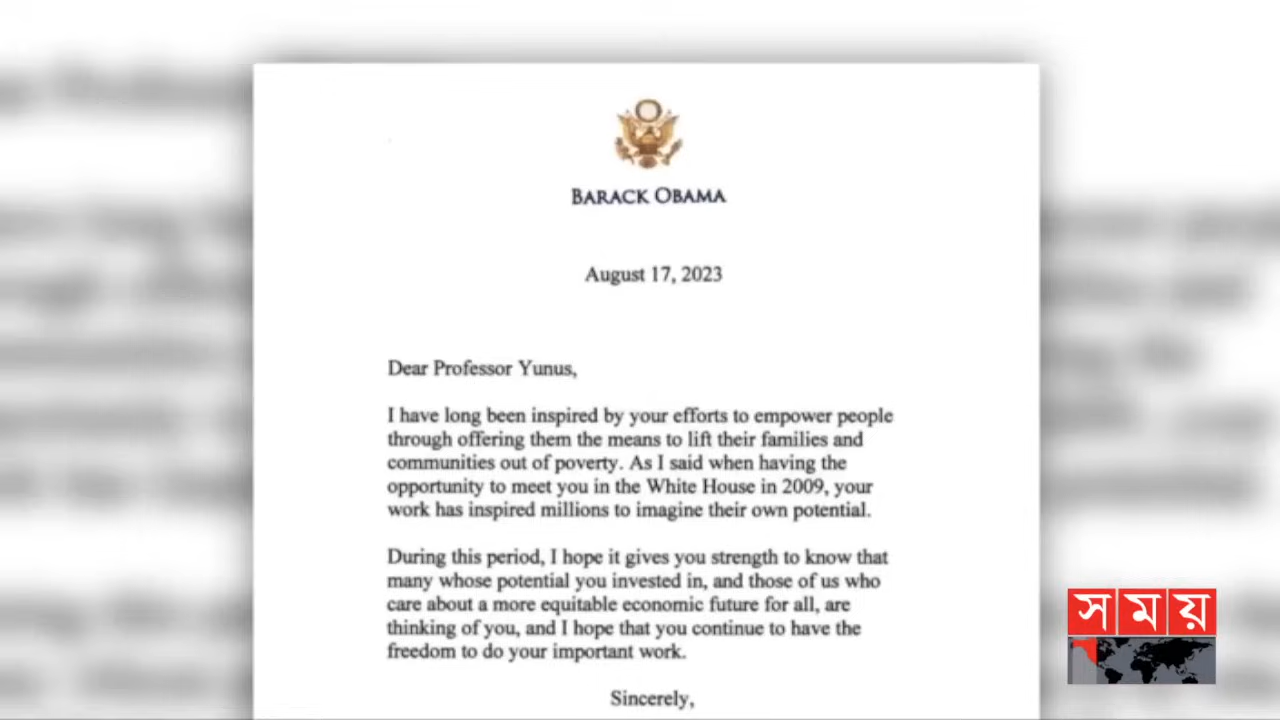 BARACK OBAMA
August 17, 2023
Dear Professor Yunus,
I have long been inspired by your efforts to empower people
through offering them the means to lift their families and
communities out of poverty. As I said when having the
opportunity to meet you in the White House in 2009, your
work has inspired millions to imagine their own potential.
During this period, I hope it gives you strength to know that
many whose potential you invested in, and those of us who
care about a more equitable economic future for all, are
thinking of you, and I hope that you continue to have the
freedom to do your important work.
Sincerely,
সময়